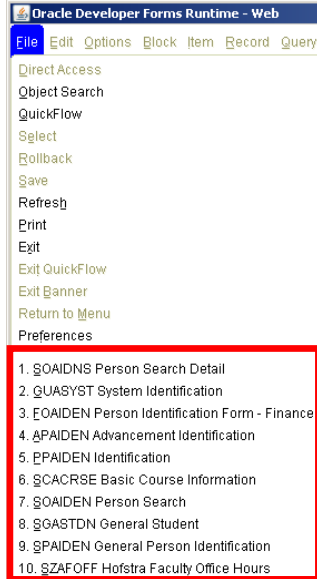 Oracle Developer Forms Runtime - Web
File Edit Options Block Item Record Query
Direct Access
Object Search
QuickFlow
Select
Rollback
Save
Refresh
Print
Exit
Exit QuickFlow
Exit Banner
Return to Menu
Preferences
1. SOAIDNS Person Search Detail
2. GUASYST System Identification
3. FOAIDEN Person Identification Form - Finance
4. APAIDEN Advancement Identification
5. PPAIDEN Identification
6. SCACRSE Basic Course Information
7. SOAIDEN Person Search
8. SGASTDN General Student
9. SPAIDEN General Person Identification
10. SZAFOFF Hofstra Faculty Office Hours